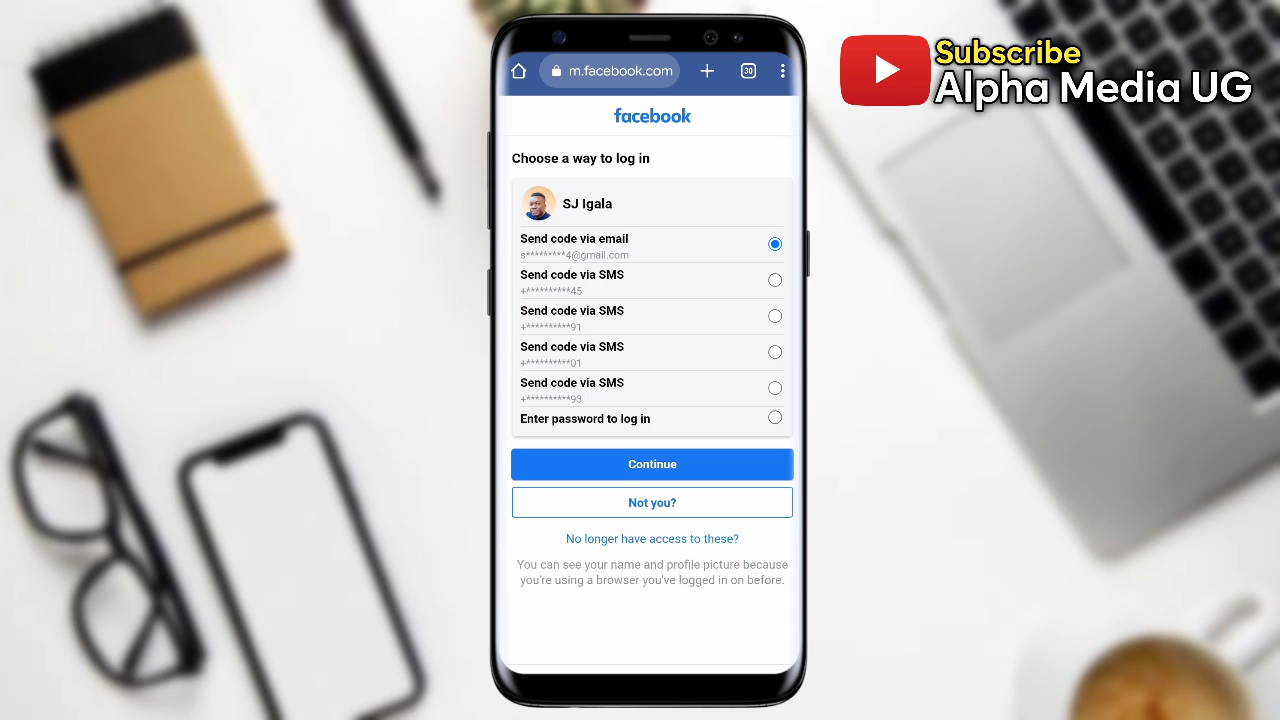 Subscribe
Alpha Media UG
m.facebook.com
30
facebook
Choose a way to log in
SJ Igala
Send code via email
s*********4@gmail.com
Send code via SMS
+**********45
Send code via SMS
+**********91
Send code via SMS
+**********01
Send code via SMS
+**********93
Enter password to log in
Continue
Not you?
No longer have access to these?
You can see your name and profile picture because
you're using a browser you've logged in on before.